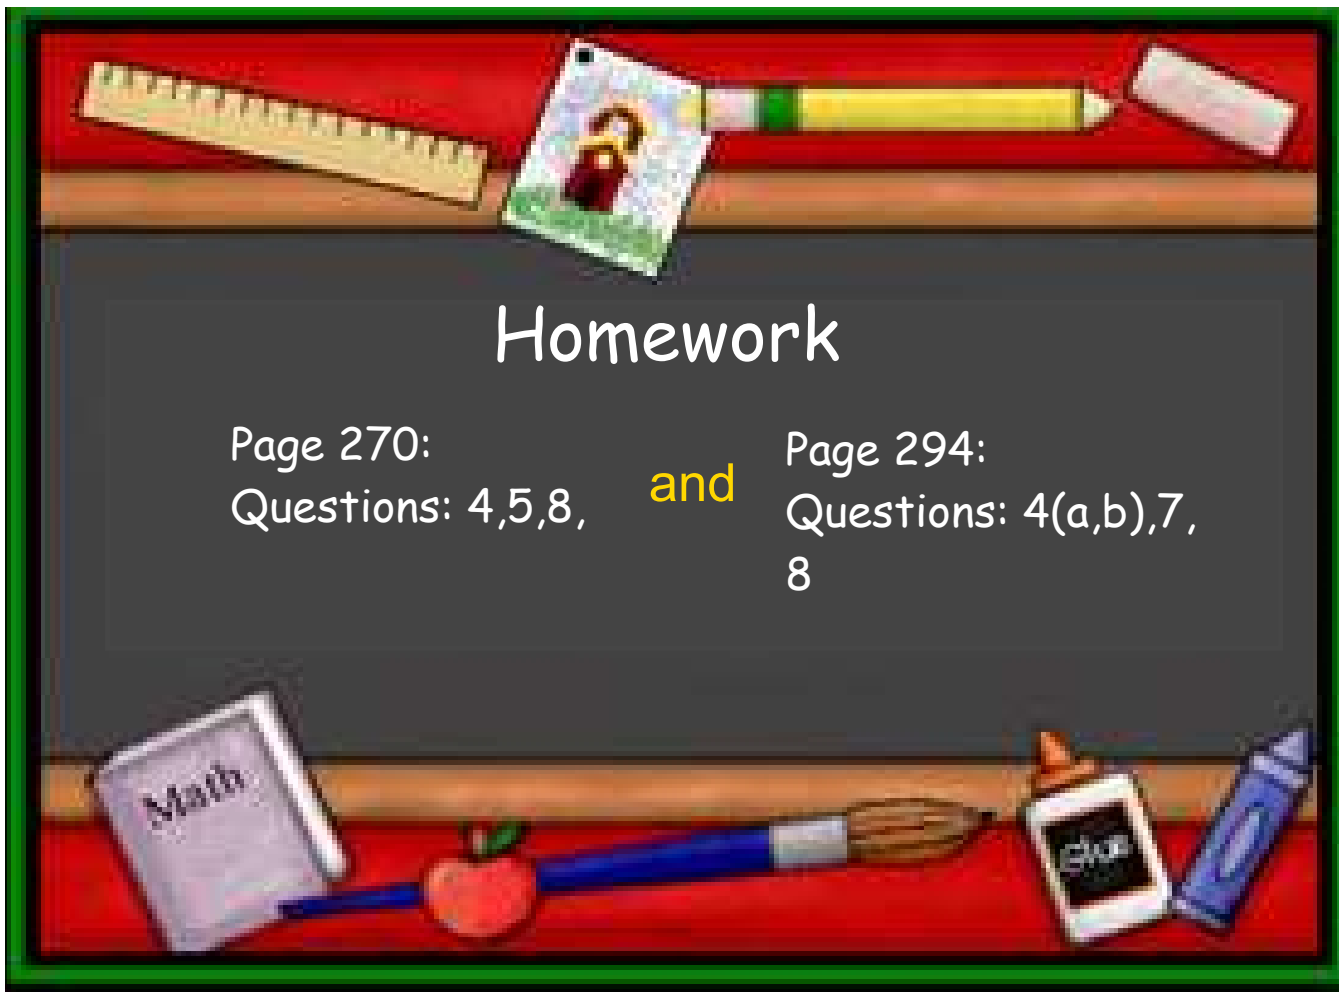 Homework
Page 270:
Questions: 4,5,8,
and
Page 294:
Questions: 4(a,b),7,
8
Math
Glue